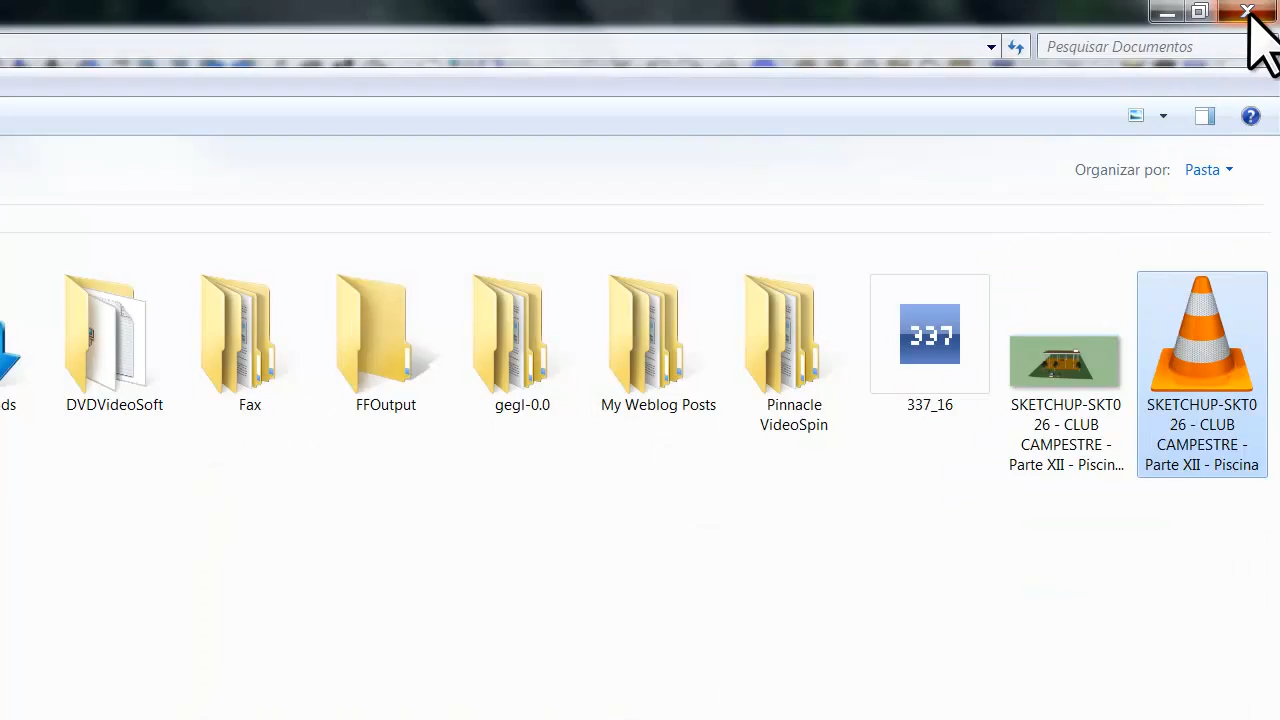 Pesquisar Documentos
Organizar por: Pasta
ds
DVDVideoSoft
Fax
FFOutput
gegl-0.0
My Weblog Posts
Pinnacle
VideoSpin
337
337_16
SKETCHUP-SKT0
26 - CLUB
CAMPESTRE -
Parte XII - Piscin...
SKETCHUP-SKT0
26 - CLUB
CAMPESTRE -
Parte XII - Piscina